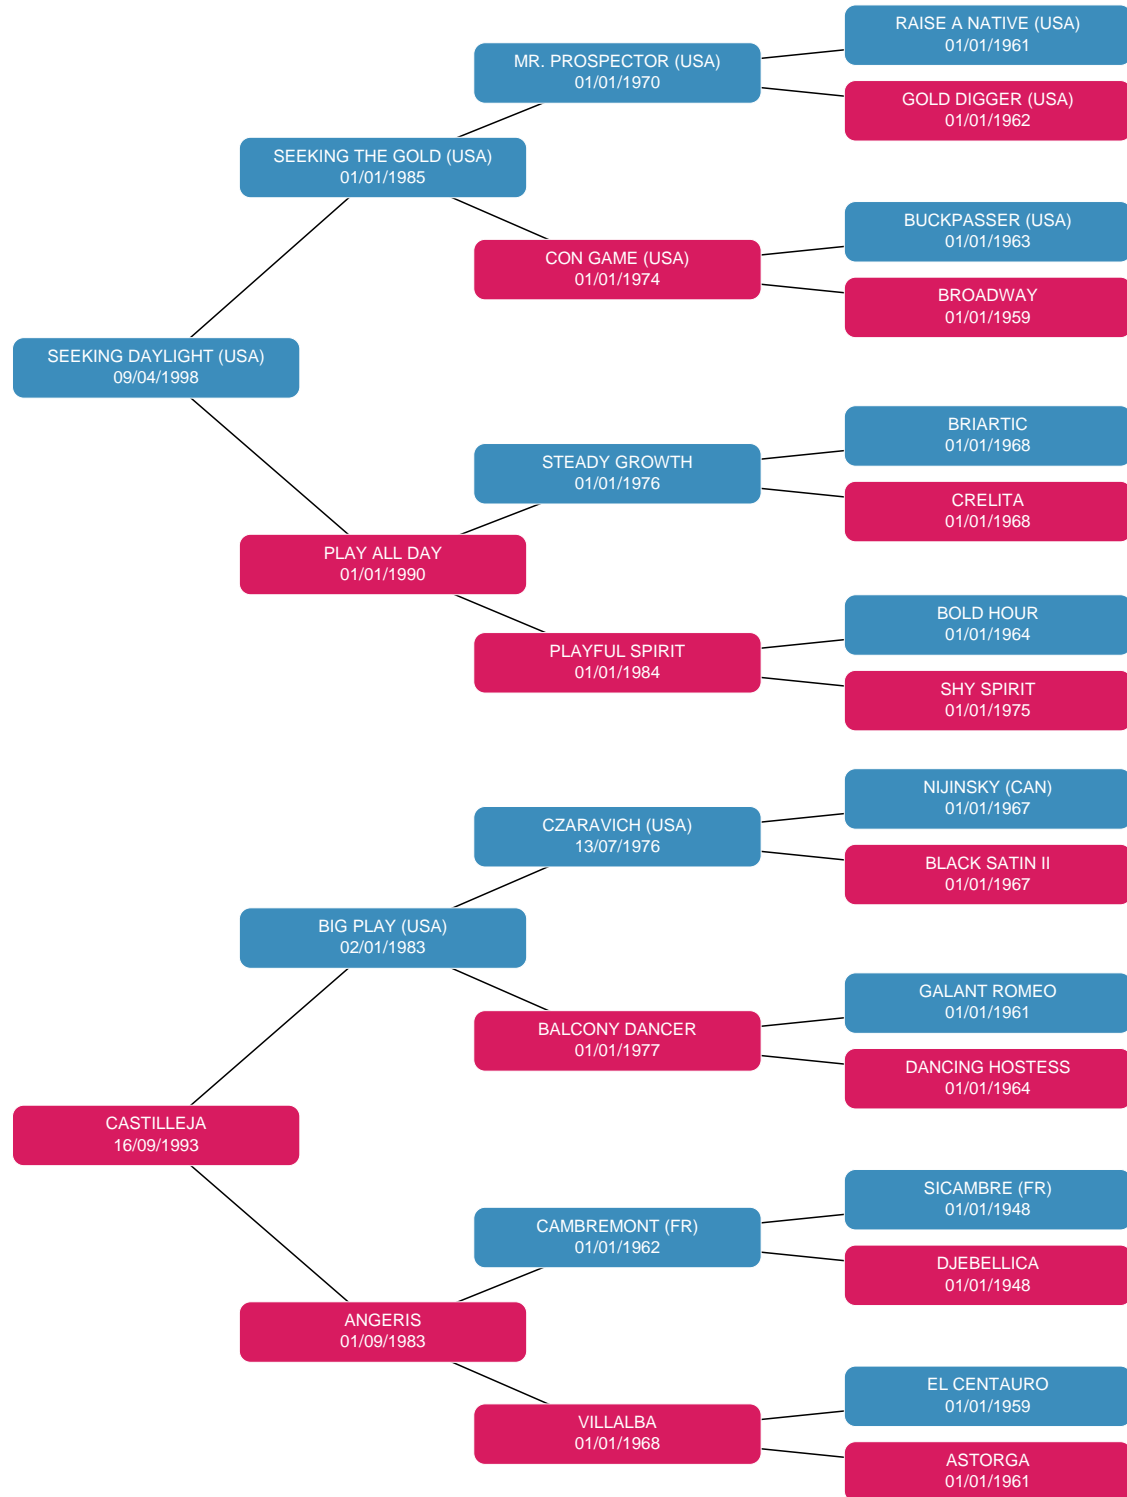 RAISE A NATIVE (USA)
01/01/1961
MR. PROSPECTOR (USA)
01/01/1970
GOLD DIGGER (USA)
01/01/1962
SEEKING THE GOLD (USA)
01/01/1985
BUCKPASSER (USA)
01/01/1963
CON GAME (USA)
01/01/1974
BROADWAY
01/01/1959
SEEKING DAYLIGHT (USA)
09/04/1998
BRIARTIC
01/01/1968
STEADY GROWTH
01/01/1976
CRELITA
01/01/1968
PLAY ALL DAY
01/01/1990
BOLD HOUR
01/01/1964
PLAYFUL SPIRIT
01/01/1984
SHY SPIRIT
01/01/1975
NIJINSKY (CAN)
01/01/1967
CZARAVICH (USA)
13/07/1976
BLACK SATIN II
01/01/1967
BIG PLAY (USA)
02/01/1983
GALANT ROMEO
01/01/1961
BALCONY DANCER
01/01/1977
DANCING HOSTESS
01/01/1964
CASTILLEJA
16/09/1993
SICAMBRE (FR)
01/01/1948
CAMBREMONT (FR)
01/01/1962
DJEBELLICA
01/01/1948
ANGERIS
01/09/1983
EL CENTAURO
01/01/1959
VILLALBA
01/01/1968
ASTORGA
01/01/1961